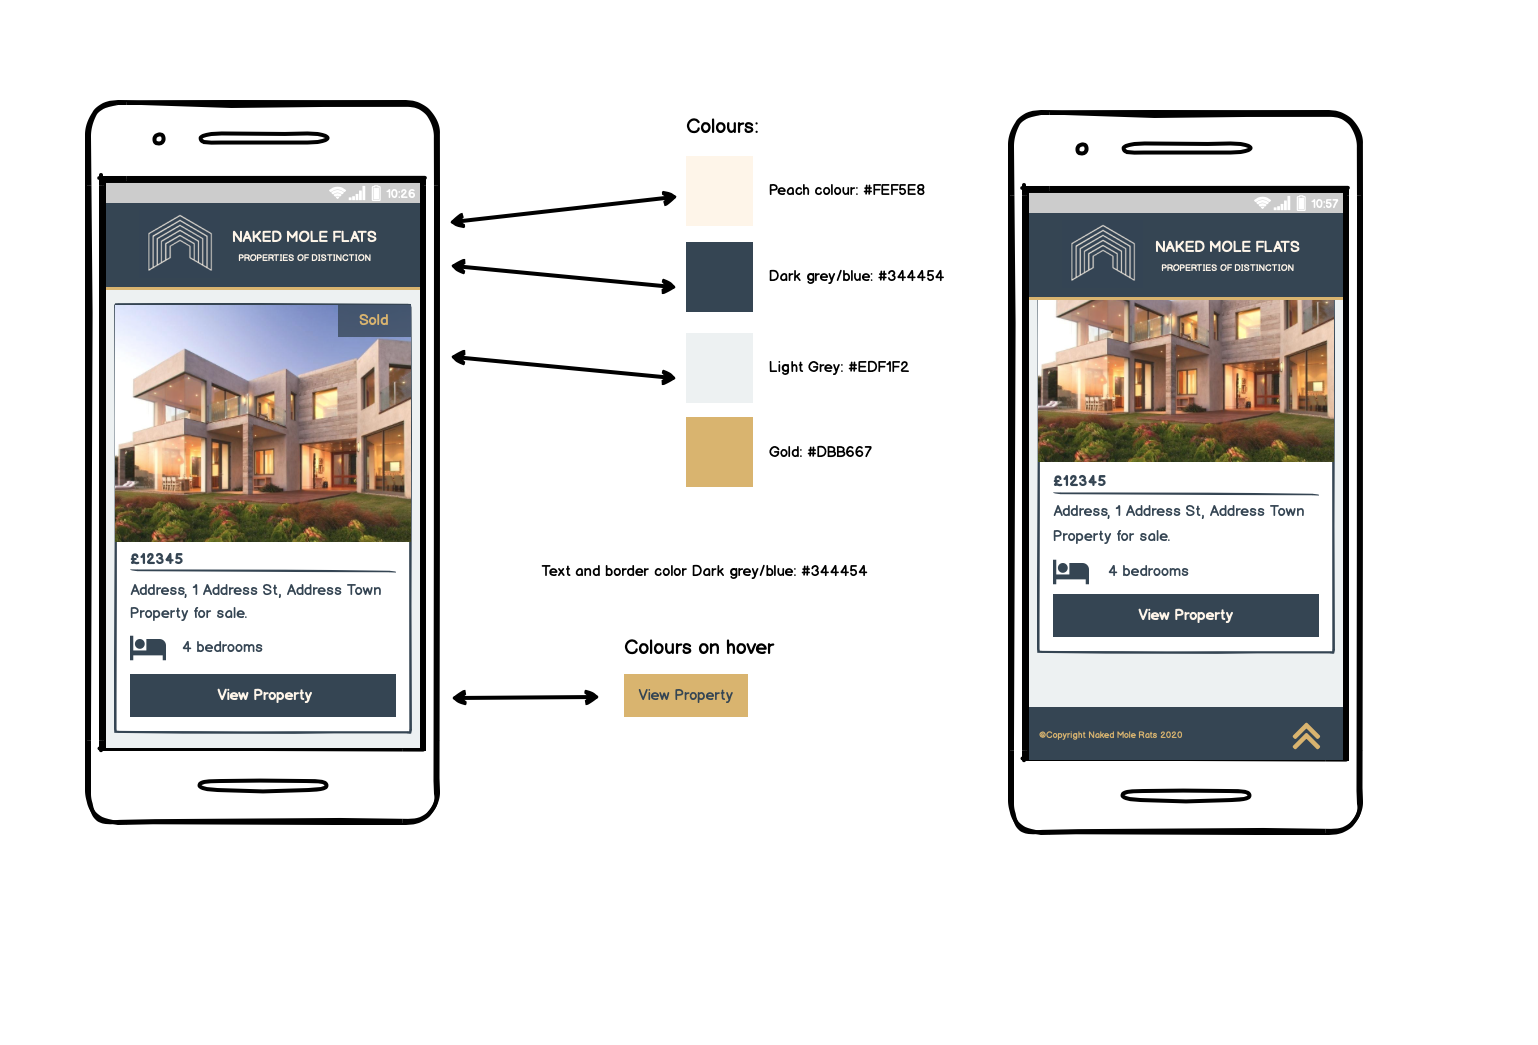 10:26
NAKED MOLE FLATS
PROPERTIES OF DISTINCTION
Sold
£12345
Address, 1 Address St, Address Town
Property for sale.
4 bedrooms
View Property
Colours:
Peach colour: #FEF5E8
Dark grey/blue: #344454
Light Grey: #EDF1F2
Gold: #DBB667
Text and border color Dark grey/blue: #344454
Colours on hover
View Property
10:57
NAKED MOLE FLATS
PROPERTIES OF DISTINCTION
£12345
Address, 1 Address St, Address Town
Property for sale.
4 bedrooms
View Property
©Copyright Naked Mole Flats 2020